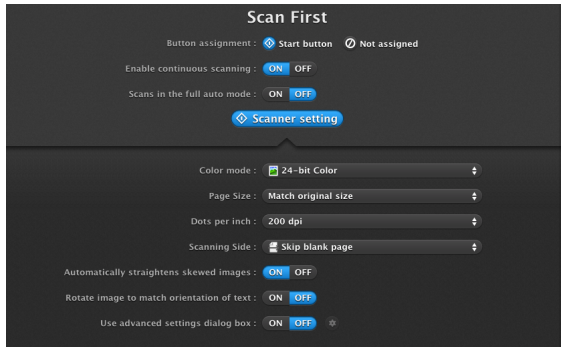 Scan First
Button assignment : Start button Not assigned
Enable continuous scanning : ON OFF
Scans in the full auto mode : ON OFF
Scanner setting
Color mode : 24-bit Color
Page Size : Match original size
Dots per inch : 200 dpi
Scanning Side : Skip blank page
Automatically straightens skewed images : ON OFF
Rotate image to match orientation of text : ON OFF
Use advanced settings dialog box : ON OFF